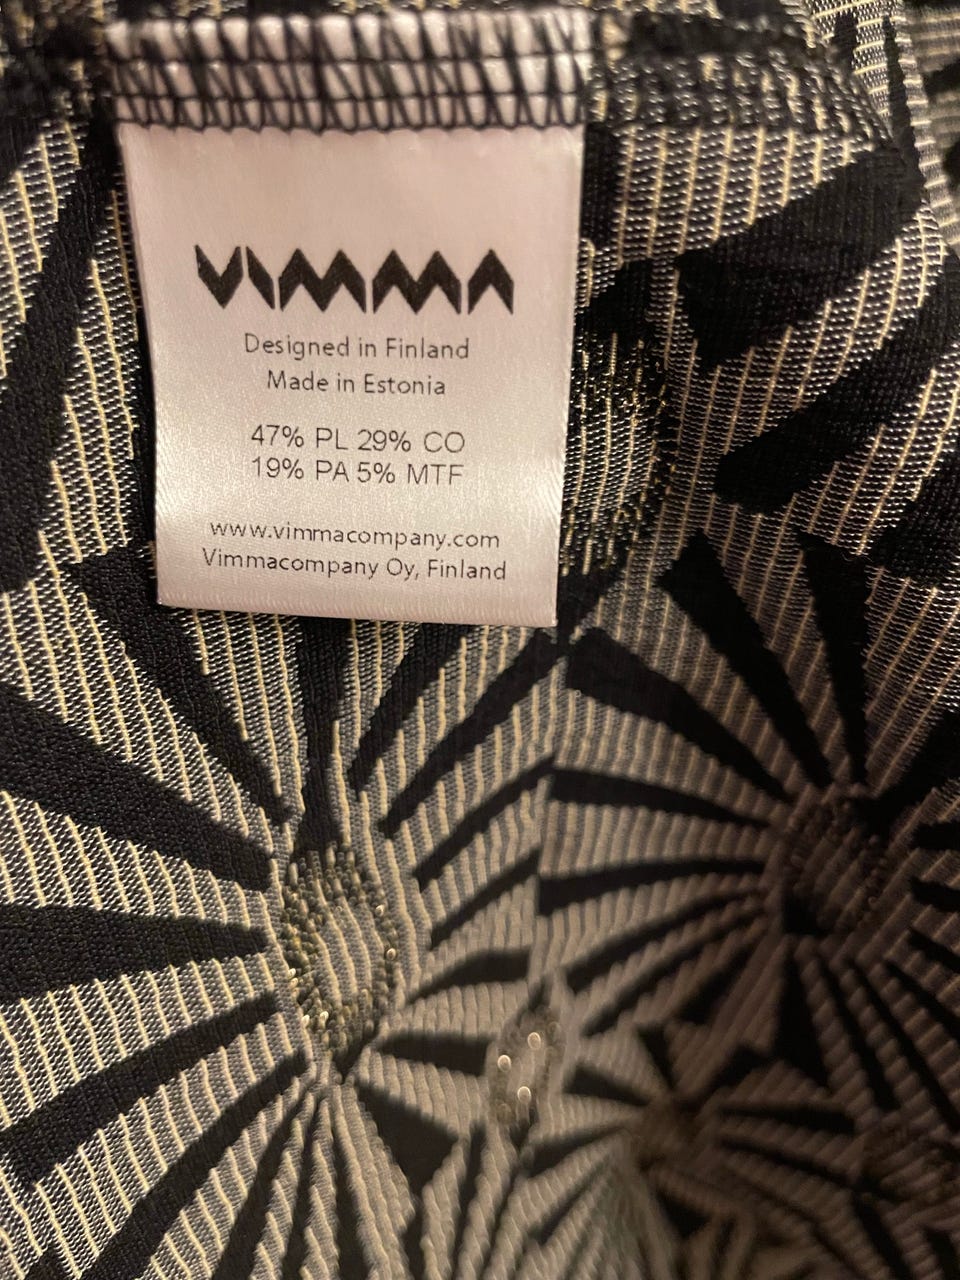 VIMMA
Designed in Finland
Made in Estonia
47% PL 29% CO
19% PA 5% MTF
www.vimmacompany.com
Vimmacompany Oy, Finland